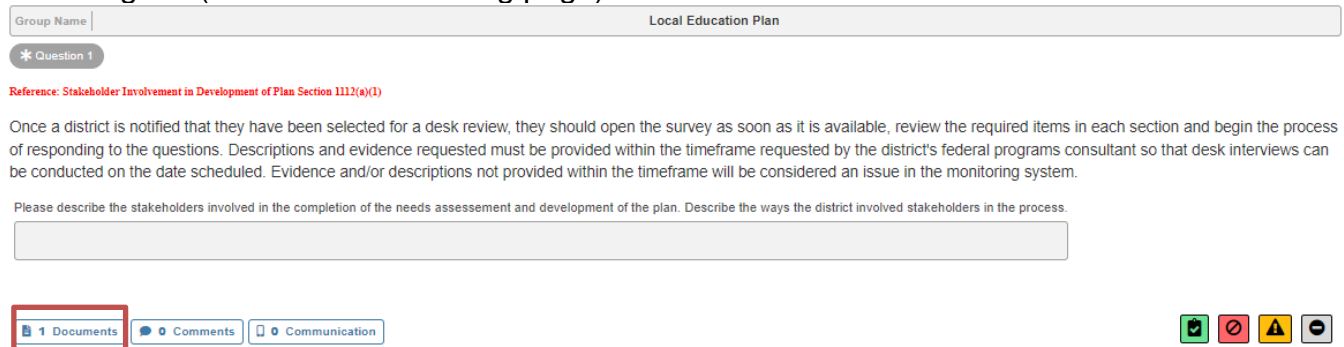 Group Name Local Education Plan
* Question 1
Reference: Stakeholder Involvement in Development of Plan Section 1112(a)(1)
Once a district is notified that they have been selected for a desk review, they should open the survey as soon as it is available, review the required items in each section and begin the process
of responding to the questions. Descriptions and evidence requested must be provided within the timeframe requested by the district's federal programs consultant so that desk interviews can
be conducted on the date scheduled. Evidence and/or descriptions not provided within the timeframe will be considered an issue in the monitoring system.
Please describe the stakeholders involved in the completion of the needs assessement and development of the plan. Describe the ways the district involved stakeholders in the process.
1 Documents 0 Comments 0 Communication